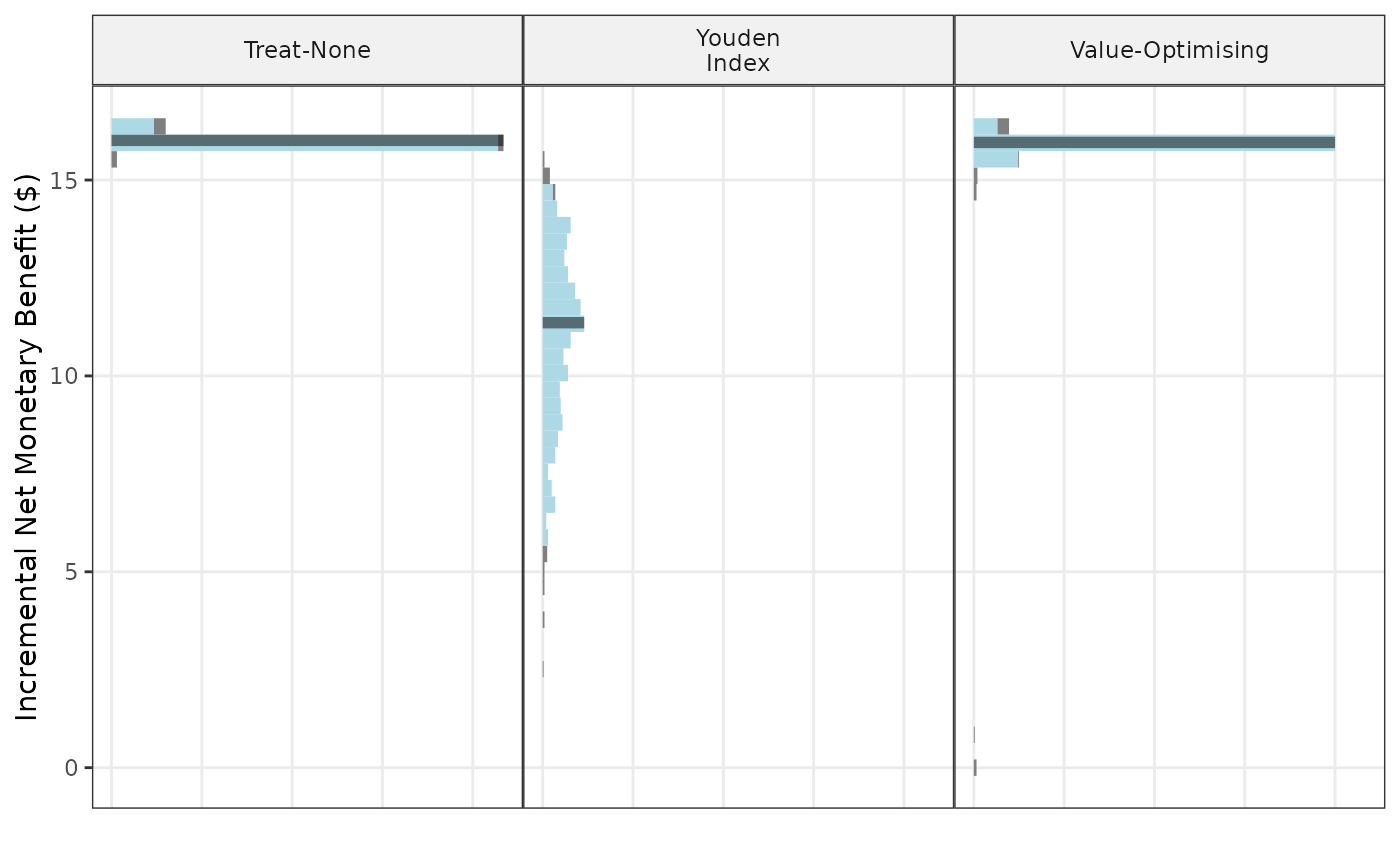 Treat-None
Youden
Index
Value-Optimising
Incremental Net Monetary Benefit ($)
15
10
5
0